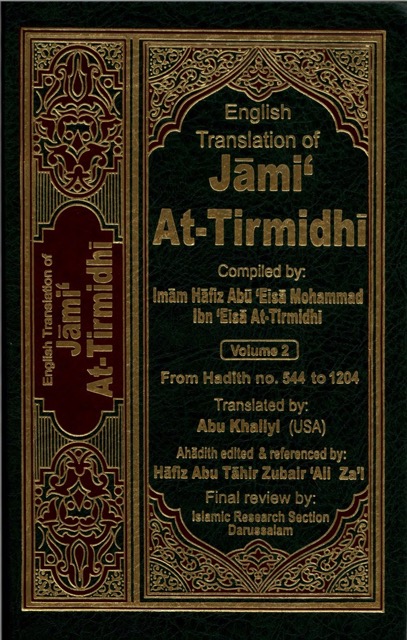 English Translation of
Jāmi‘
At-Tirmidhī
English
Translation of
Jāmi‘
At-Tirmidhī
Compiled by:
Imām Hāfiz Abū ‘Eisā Mohammad
Ibn ‘Eisā At-Tirmidhi
Volume 2
From Hadith no. 544 to 1204
Translated by:
Abu Khaliyl (USA)
Ahādith edited & referenced by:
Hāfiz Abu Tāhir Zubair ‘Ali Za'i
Final review by:
Islamic Research Section
Darussalam